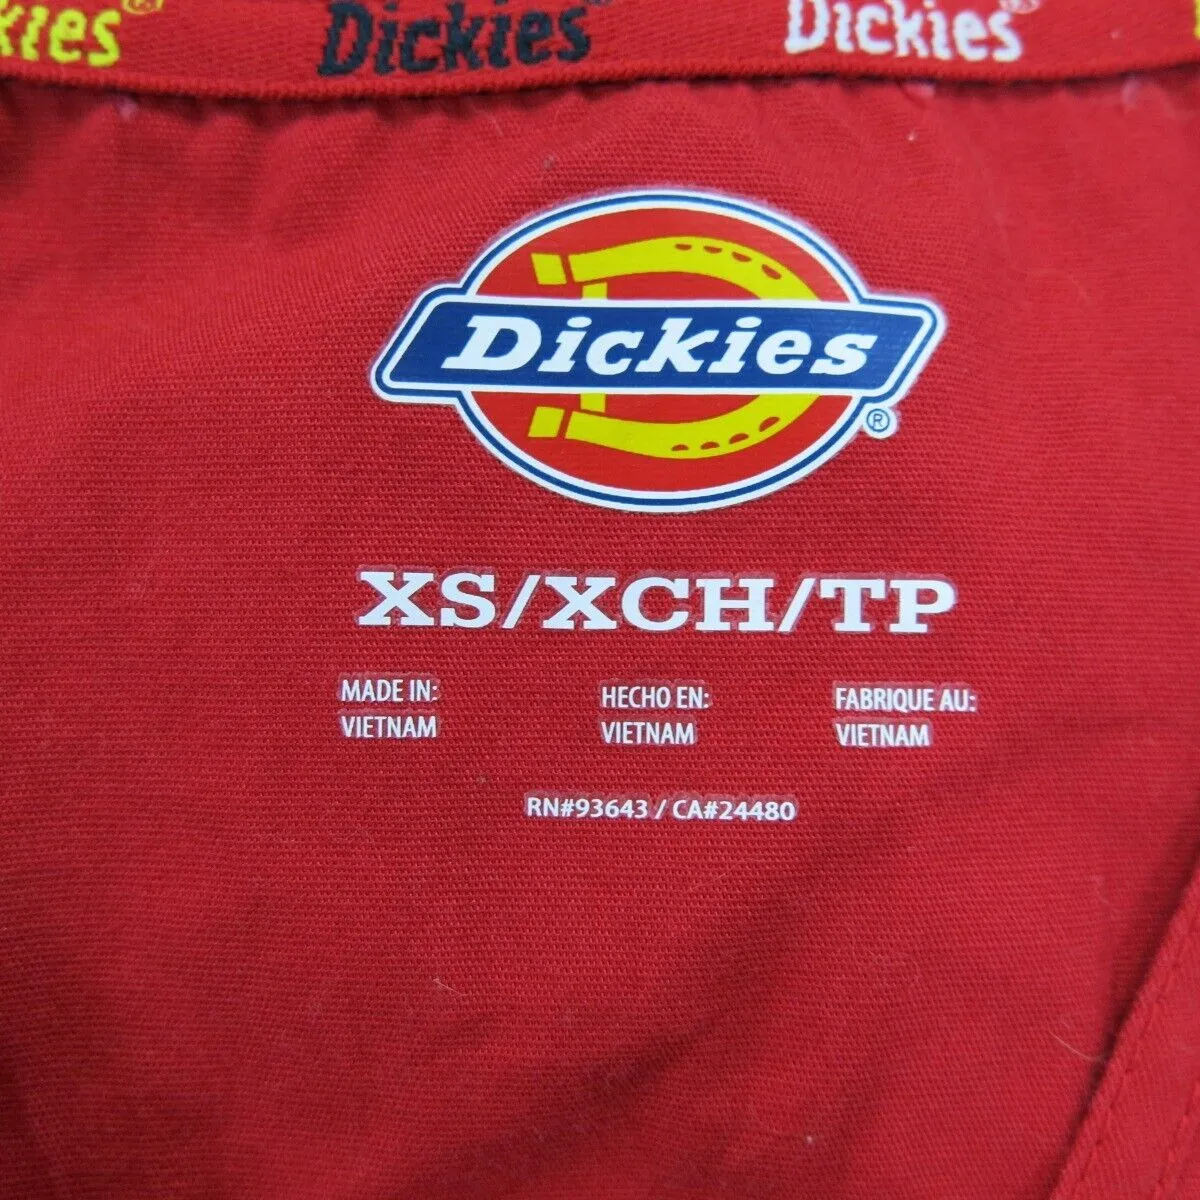 kies® Dickies® Dickies®
Dickies®
XS/XCH/TP
MADE IN: HECHO EN: FABRIQUE AU:
VIETNAM VIETNAM VIETNAM
RN#93643 / CA#24480